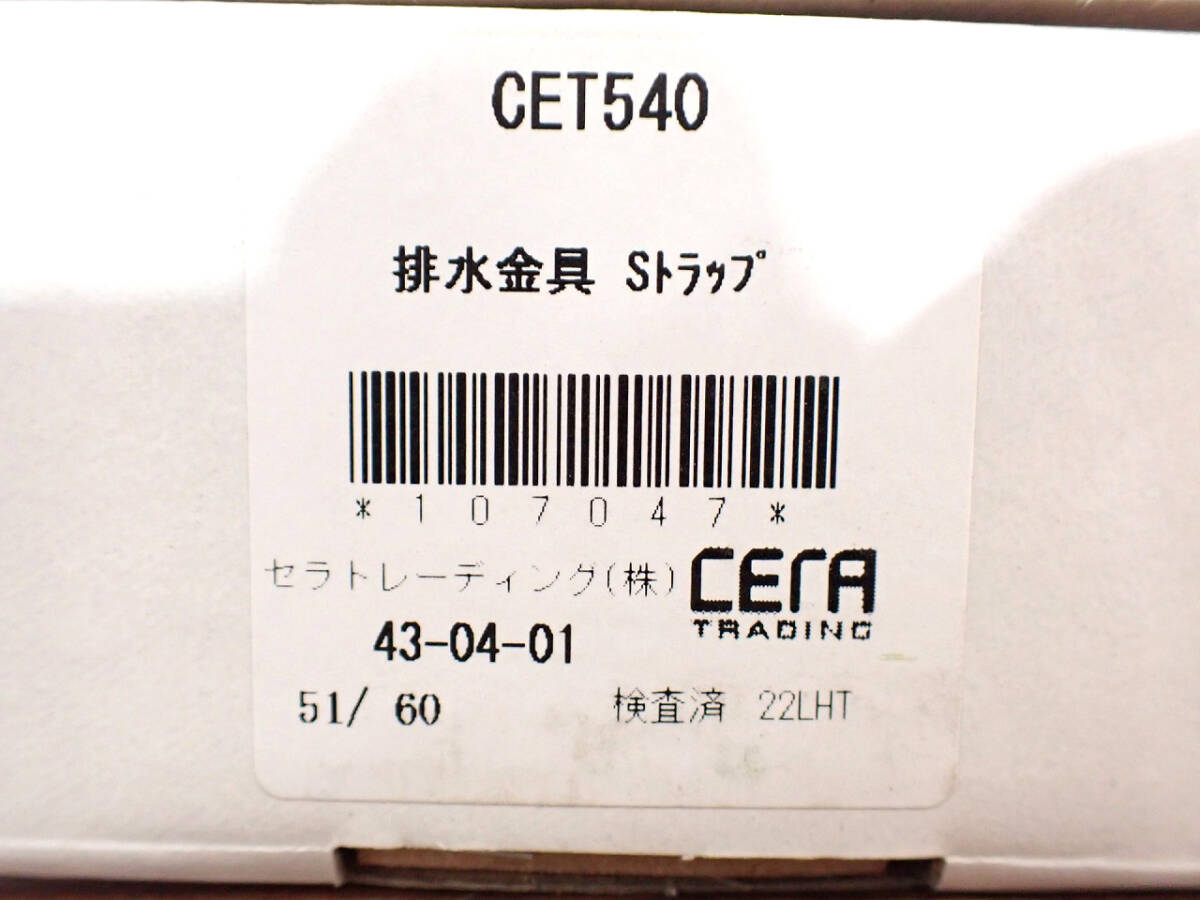 CET540
排水金具 Sﾄﾗｯﾌﾟ
*107047*
セラトレーディング(株)
CERA
TRADING
43-04-01
51/ 60
検査済 22LHT